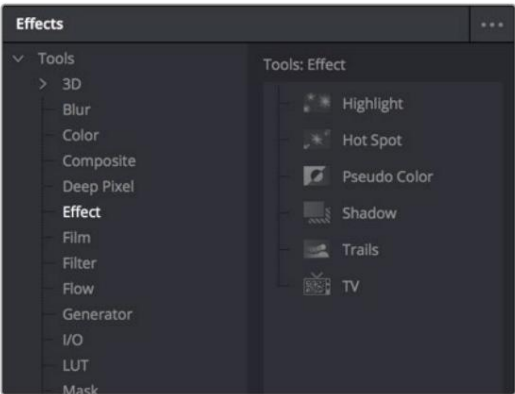 Effects
Tools
3D
Blur
Color
Composite
Deep Pixel
Effect
Film
Filter
Flow
Generator
I/O
LUT
Mask
Tools: Effect
Highlight
Hot Spot
Pseudo Color
Shadow
Trails
TV